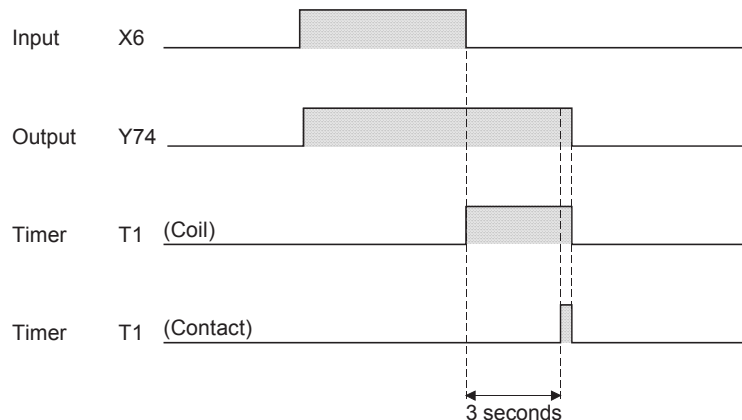 Input X6
Output Y74
Timer T1 (Coil)
Timer T1 (Contact)
3 seconds